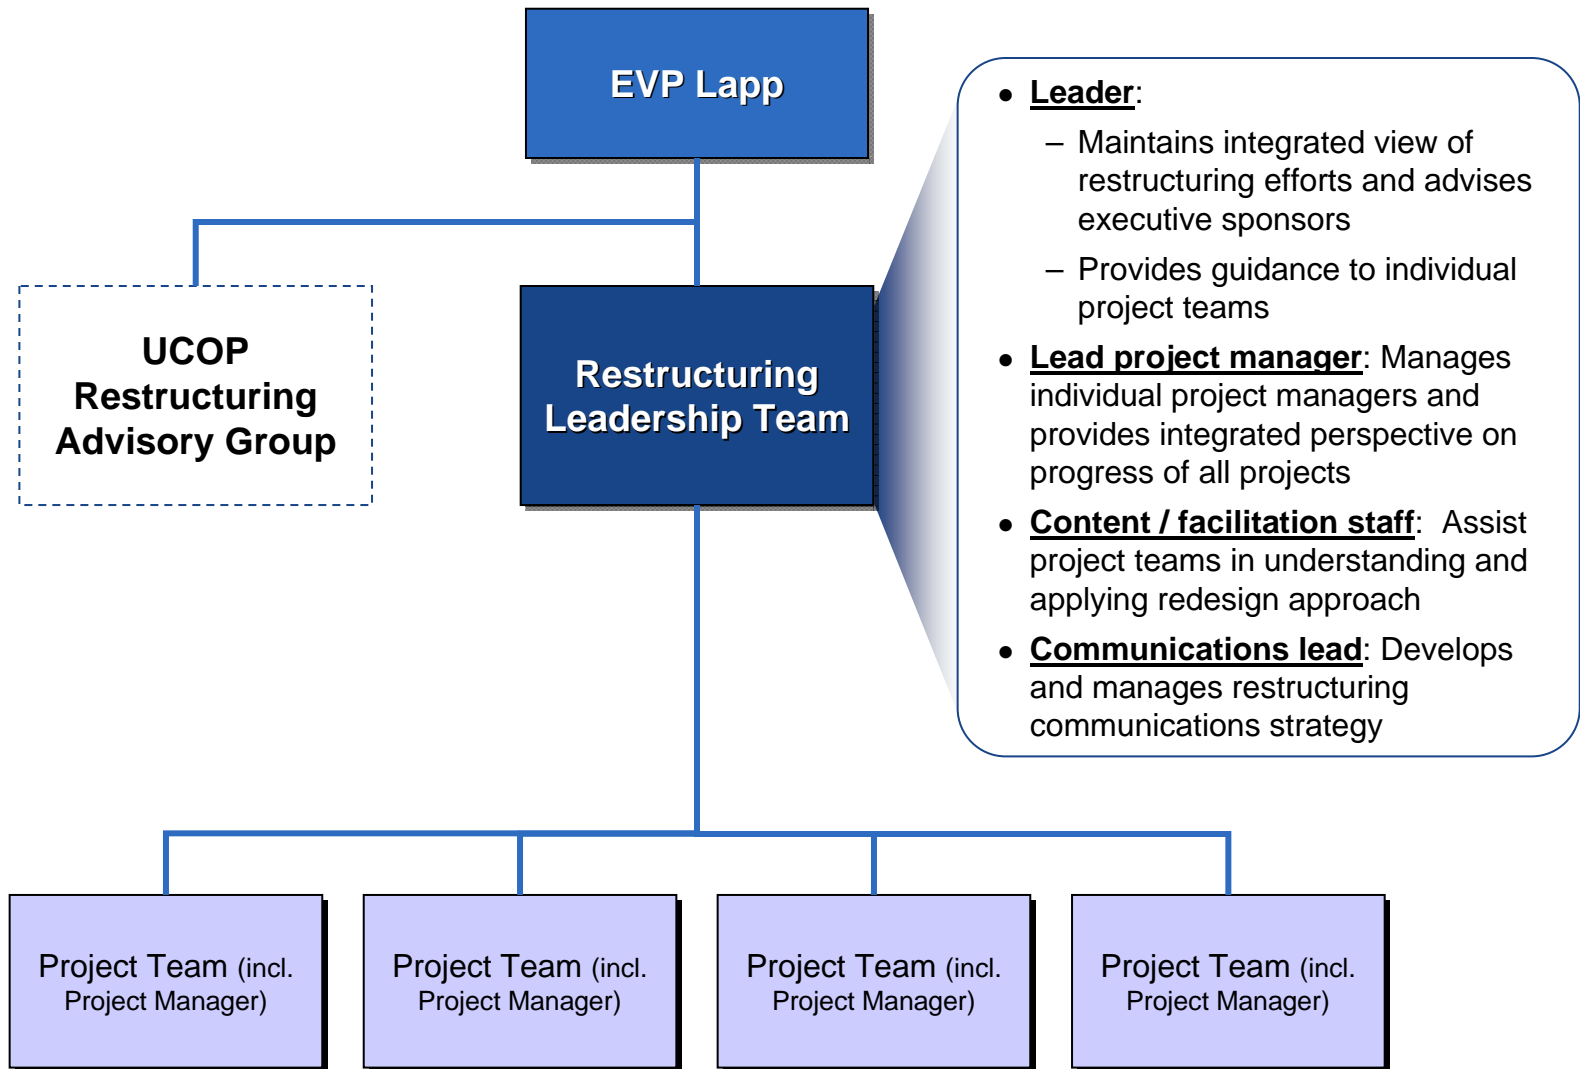 EVP Lapp
UCOP
Restructuring
Advisory Group
Restructuring
Leadership Team
● Leader:
– Maintains integrated view of
restructuring efforts and advises
executive sponsors
– Provides guidance to individual
project teams
● Lead project manager: Manages
individual project managers and
provides integrated perspective on
progress of all projects
● Content / facilitation staff:  Assist
project teams in understanding and
applying redesign approach
● Communications lead: Develops
and manages restructuring
communications strategy
Project Team (incl.
Project Manager)
Project Team (incl.
Project Manager)
Project Team (incl.
Project Manager)
Project Team (incl.
Project Manager)